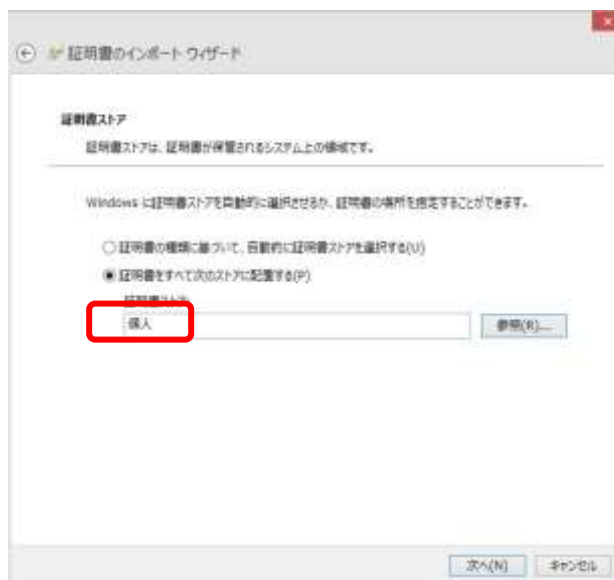 証明書のインポート ウィザード
証明書ストア
証明書ストアは、証明書が保管されるシステム上の領域です。
Windows に証明書ストアを自動的に選択させるか、証明書の場所を指定することができます。
証明書の種類に基づいて、自動的に証明書ストアを選択する(U)
証明書をすべて次のストアに配置する(P)
証明書ストア:
個人
参照(R)...
次へ(N)
キャンセル